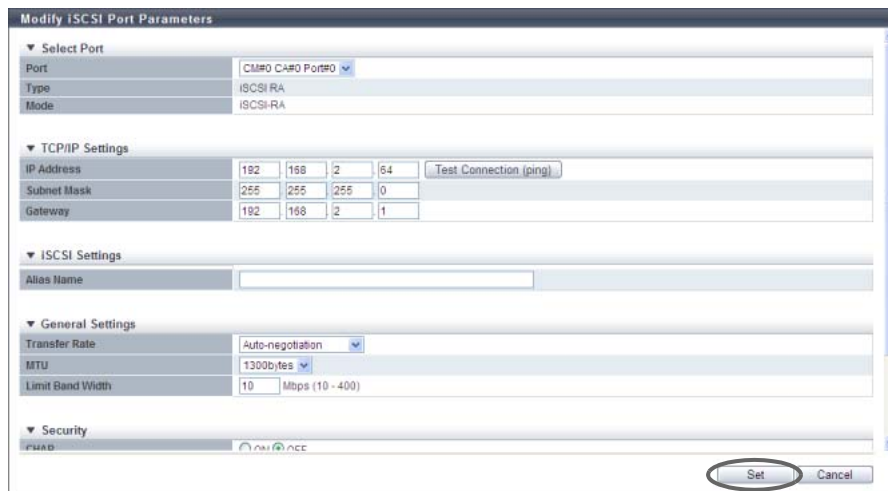 Modify iSCSI Port Parameters
▼ Select Port
Port CM#0 CA#0 Port#0
Type iSCSI RA
Mode iSCSI-RA
▼ TCP/IP Settings
IP Address 192 . 168 . 2 . 64 Test Connection (ping)
Subnet Mask 255 . 255 . 255 . 0
Gateway 192 . 168 . 2 . 1
▼ iSCSI Settings
Alias Name
▼ General Settings
Transfer Rate Auto-negotiation
MTU 1300bytes
Limit Band Width 10 Mbps (10 - 400)
▼ Security
CHAP ON OFF
Set Cancel